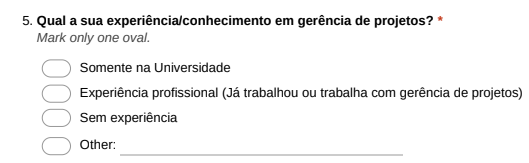 5. Qual a sua experiência/conhecimento em gerência de projetos? *
Mark only one oval.
Somente na Universidade
Experiência profissional (Já trabalhou ou trabalha com gerência de projetos)
Sem experiência
Other: